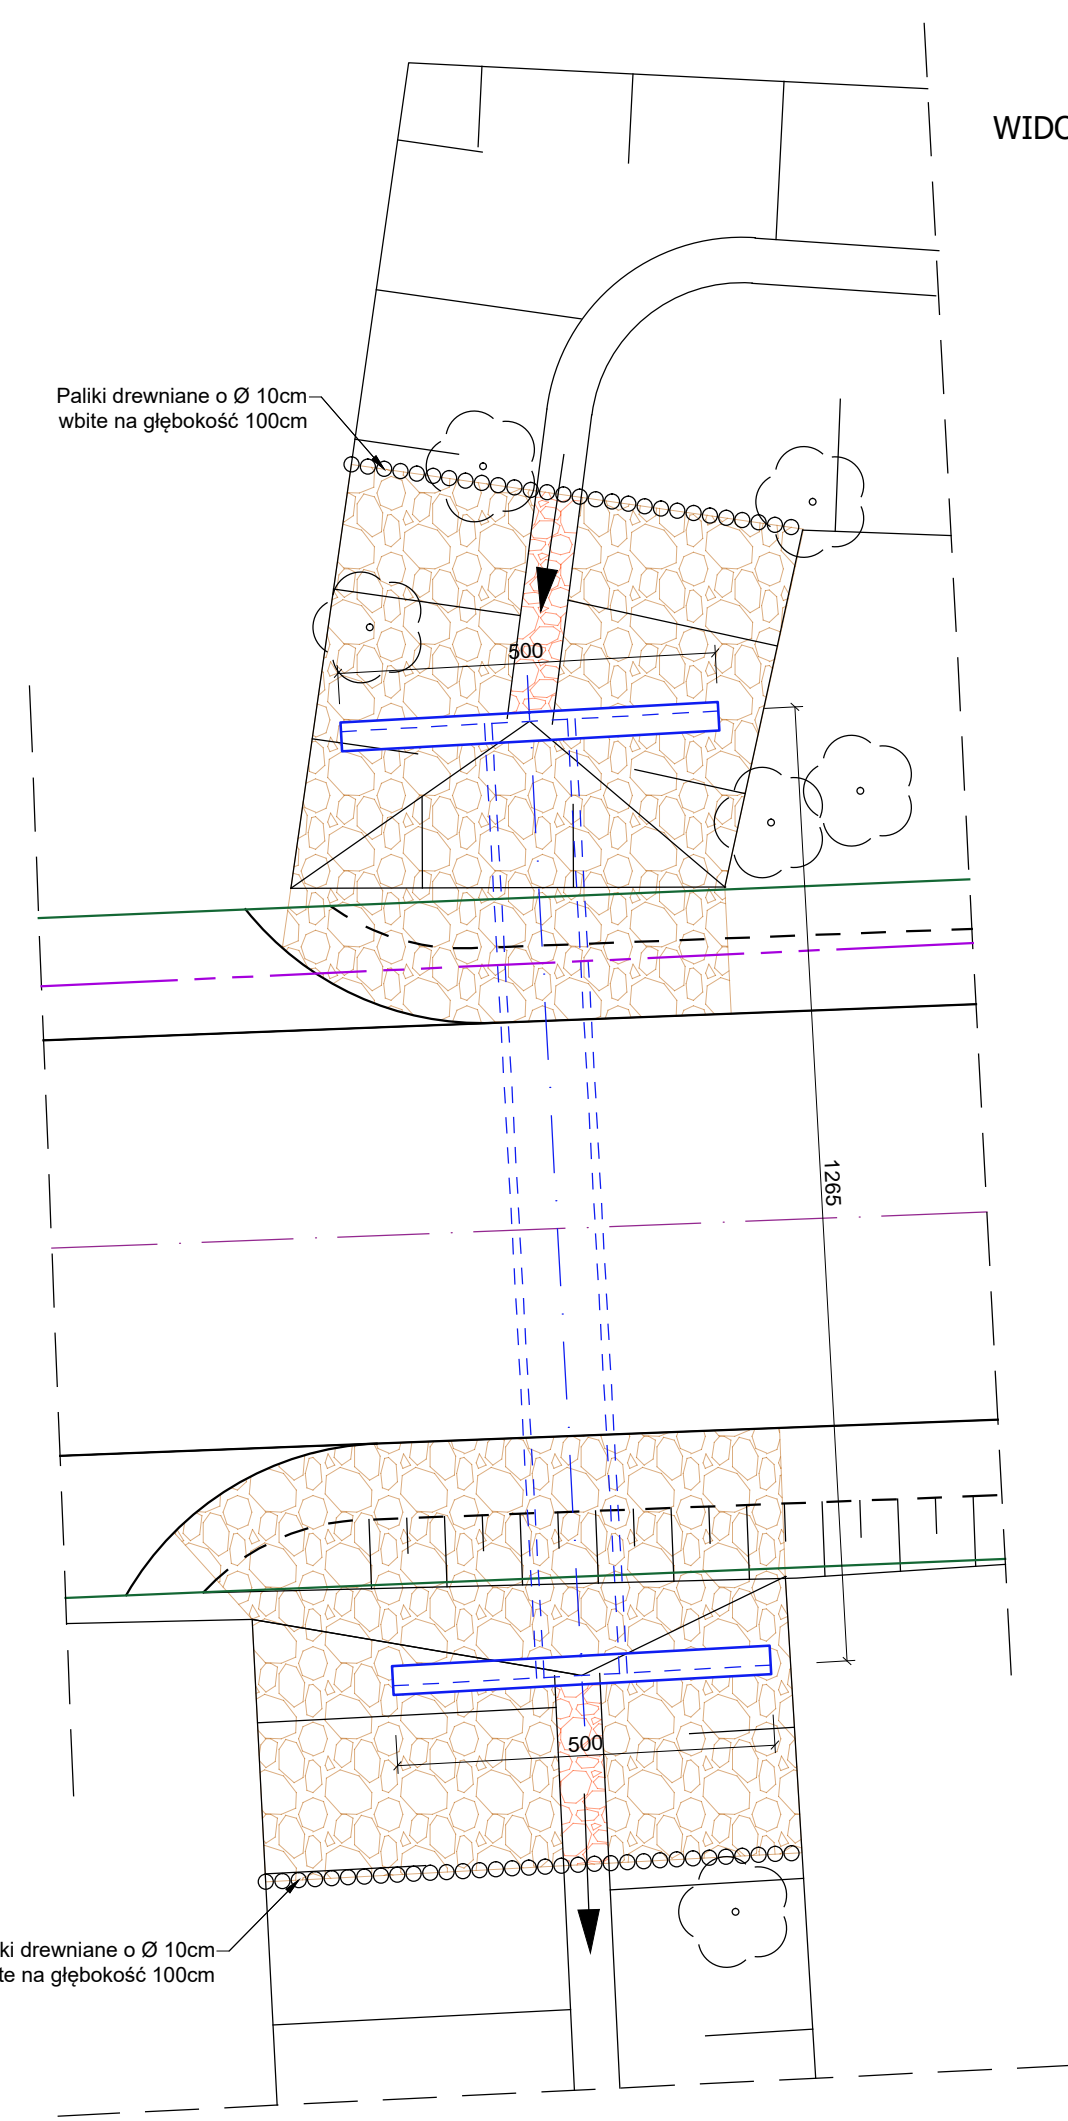 WIDO
Paliki drewniane o Ø 10cm
wbite na głębokość 100cm
500
1265
500
ki drewniane o Ø 10cm
te na głębokość 100cm